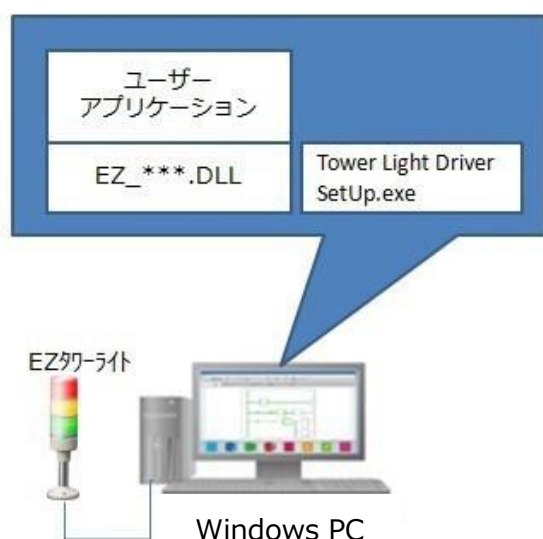 ユーザー
アプリケーション
EZ_***.DLL
Tower Light Driver
SetUp.exe
EZﾀﾜｰﾗｲﾄ
Windows PC